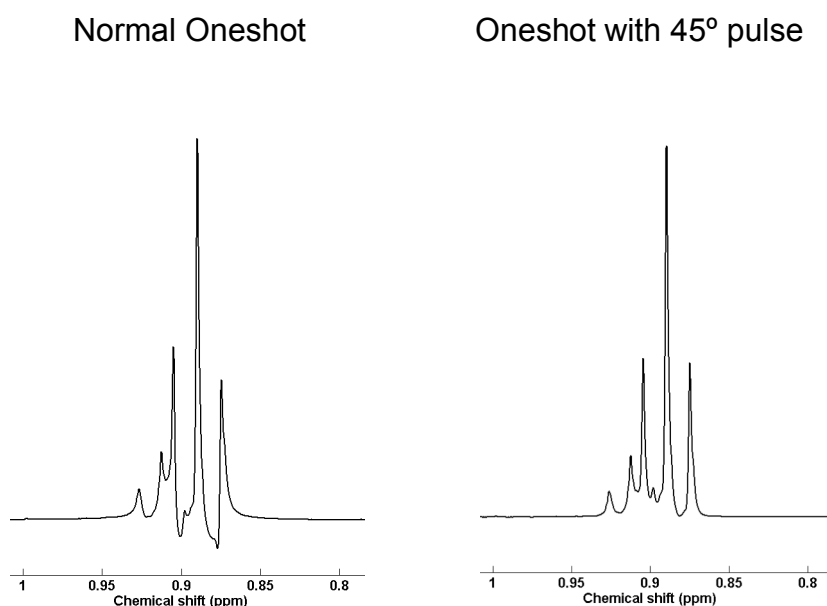 Normal Oneshot
Oneshot with 45º pulse
1 0.95 0.9 0.85 0.8
Chemical shift (ppm)
1 0.95 0.9 0.85 0.8
Chemical shift (ppm)